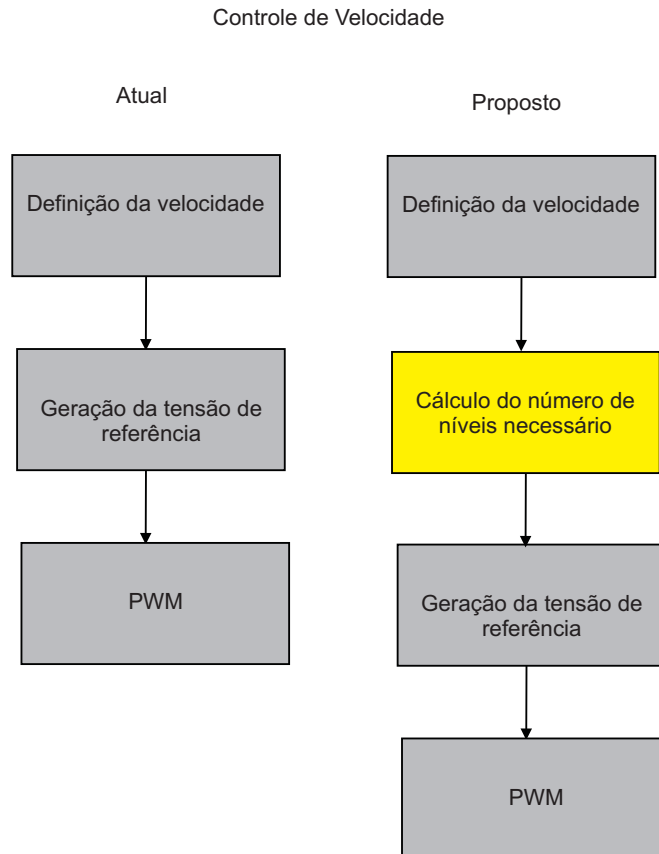 Controle de Velocidade
Atual
Definição da velocidade
Geração da tensão de
referência
PWM
Proposto
Definição da velocidade
Cálculo do número de
níveis necessário
Geração da tensão de
referência
PWM